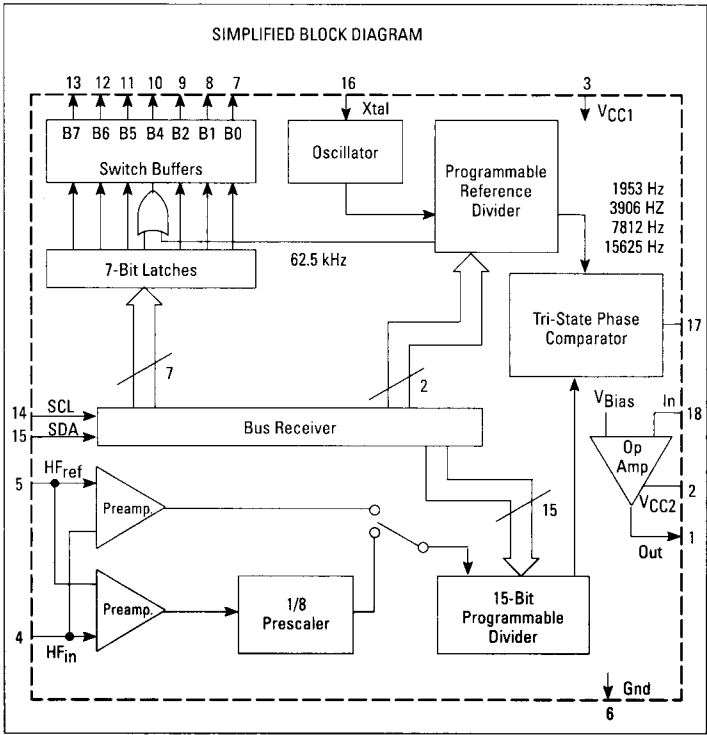 SIMPLIFIED BLOCK DIAGRAM
13 12 11 10 9 8 7 16 3
Xtal
VCC1
B7 B6 B5 B4 B2 B1 B0
Switch Buffers
Oscillator
Programmable
Reference
Divider
1953 Hz
3906 HZ
7812 Hz
15625 Hz
62.5 kHz
7-Bit Latches
Tri-State Phase
Comparator
17
7
2
VBias
In
14 SCL
18
15 SDA
Bus Receiver
Op
Amp
HFref
5
2
VCC2
Preamp.
15
1
Out
Preamp.
1/8
Prescaler
15-Bit
Programmable
Divider
4
HFin
Gnd
6